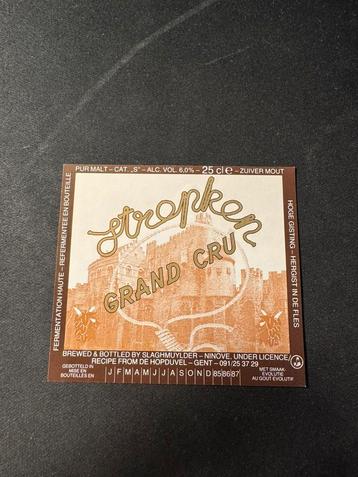 PUR MALT – CAT. „S” – ALC. VOL. 6,0% – 25 cl e – ZUIVER MOUT
FERMENTATION HAUTE – REFERMENTEE EN BOUTEILLE
HOGE GISTING – HERGIST IN DE FLES
stropken
GRAND CRU
BREWED & BOTTLED BY SLAGHMUYLDER – NINOVE, UNDER LICENCE/
RECIPE FROM DE HOPDUVEL – GENT – 091/25 37 29
GEBOTTELD IN
MISE EN
BOUTEILLES EN
J F M A M J J A S O N D 85 86 87
MET SMAAK-
EVOLUTIE
AU GOUT EVOLUTIF